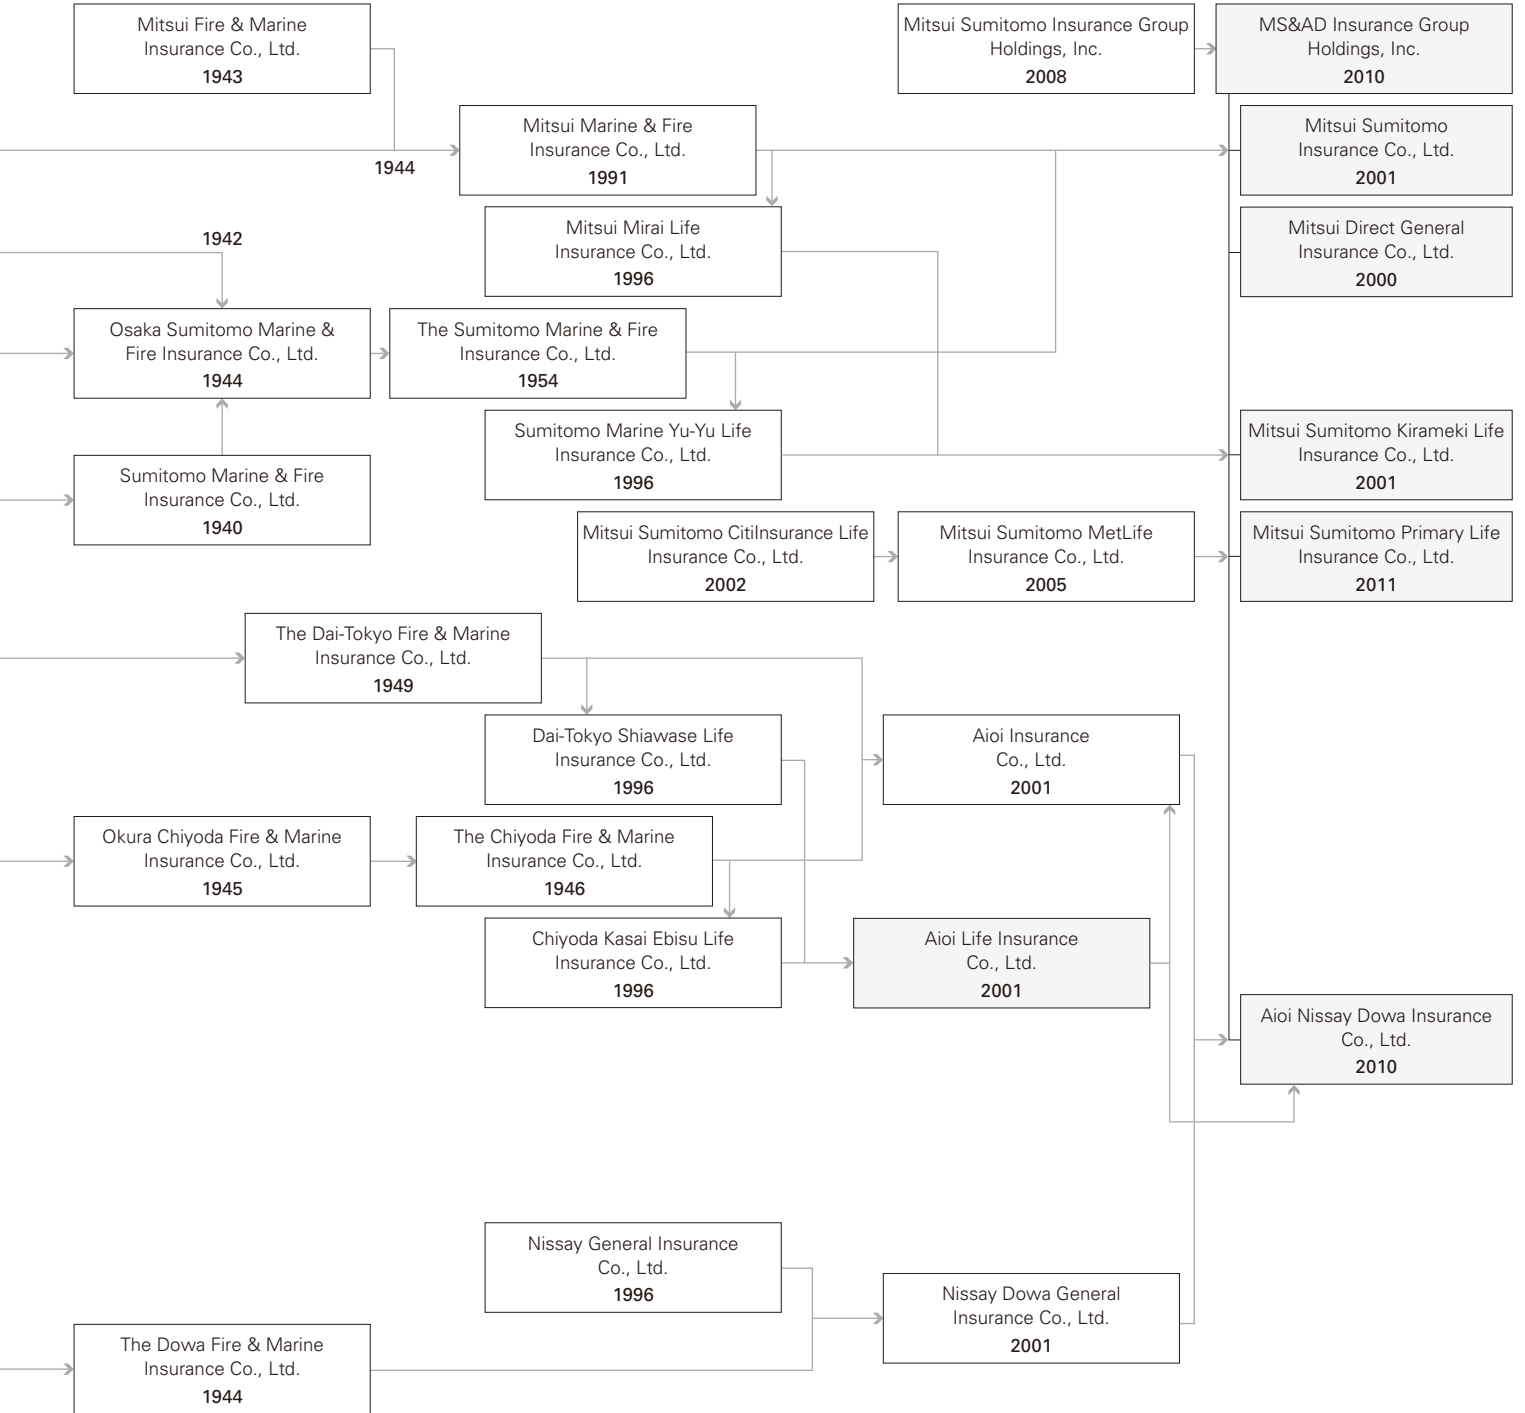 Mitsui Fire & Marine
Insurance Co., Ltd.
1943
Mitsui Sumitomo Insurance Group
Holdings, Inc.
2008
MS&AD Insurance Group
Holdings, Inc.
2010
1944
Mitsui Marine & Fire
Insurance Co., Ltd.
1991
Mitsui Sumitomo
Insurance Co., Ltd.
2001
1942
Mitsui Mirai Life
Insurance Co., Ltd.
1996
Mitsui Direct General
Insurance Co., Ltd.
2000
Osaka Sumitomo Marine &
Fire Insurance Co., Ltd.
1944
The Sumitomo Marine & Fire
Insurance Co., Ltd.
1954
Sumitomo Marine Yu-Yu Life
Insurance Co., Ltd.
1996
Mitsui Sumitomo Kirameki Life
Insurance Co., Ltd.
2001
Sumitomo Marine & Fire
Insurance Co., Ltd.
1940
Mitsui Sumitomo CitiInsurance Life
Insurance Co., Ltd.
2002
Mitsui Sumitomo MetLife
Insurance Co., Ltd.
2005
Mitsui Sumitomo Primary Life
Insurance Co., Ltd.
2011
The Dai-Tokyo Fire & Marine
Insurance Co., Ltd.
1949
Dai-Tokyo Shiawase Life
Insurance Co., Ltd.
1996
Aioi Insurance
Co., Ltd.
2001
Okura Chiyoda Fire & Marine
Insurance Co., Ltd.
1945
The Chiyoda Fire & Marine
Insurance Co., Ltd.
1946
Chiyoda Kasai Ebisu Life
Insurance Co., Ltd.
1996
Aioi Life Insurance
Co., Ltd.
2001
Aioi Nissay Dowa Insurance
Co., Ltd.
2010
Nissay General Insurance
Co., Ltd.
1996
Nissay Dowa General
Insurance Co., Ltd.
2001
The Dowa Fire & Marine
Insurance Co., Ltd.
1944